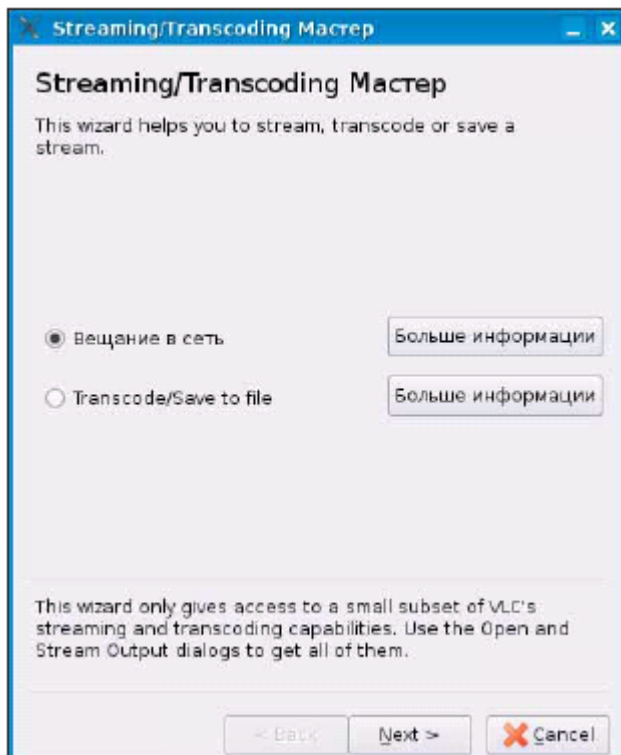 Streaming/Transcoding Мастер
Streaming/Transcoding Мастер
This wizard helps you to stream, transcode or save a
stream.
Вещание в сеть
Больше информации
Transcode/Save to file
Больше информации
This wizard only gives access to a small subset of VLC's
streaming and transcoding capabilities. Use the Open and
Stream Output dialogs to get all of them.
< Back
Next >
Cancel